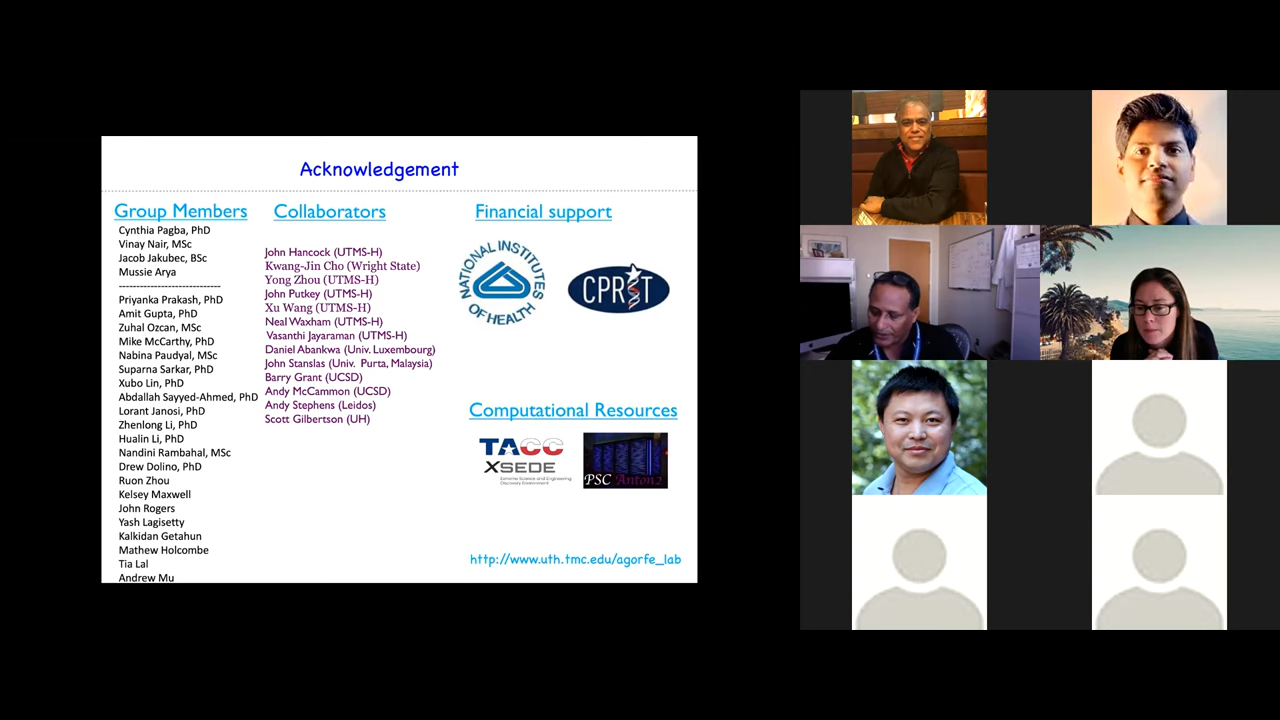 Acknowledgement
Group Members
Cynthia Pagba, PhD
Vinay Nair, MSc
Jacob Jakubec, BSc
Mussie Arya
-----------------------------
Priyanka Prakash, PhD
Amit Gupta, PhD
Zuhal Ozcan, MSc
Mike McCarthy, PhD
Nabina Paudyal, MSc
Suparna Sarkar, PhD
Xubo Lin, PhD
Abdallah Sayyed-Ahmed, PhD
Lorant Janosi, PhD
Zhenlong Li, PhD
Hualin Li, PhD
Nandini Rambahal, MSc
Drew Dolino, PhD
Ruon Zhou
Kelsey Maxwell
John Rogers
Yash Lagisetty
Kalkidan Getahun
Mathew Holcombe
Tia Lal
Andrew Mu
Collaborators
John Hancock (UTMS-H)
Kwang-Jin Cho (Wright State)
Yong Zhou (UTMS-H)
John Putkey (UTMS-H)
Xu Wang (UTMS-H)
Neal Waxham (UTMS-H)
Vasanthi Jayaraman (UTMS-H)
Daniel Abankwa (Univ. Luxembourg)
John Stanslas (Univ. Purta, Malaysia)
Barry Grant (UCSD)
Andy McCammon (UCSD)
Andy Stephens (Leidos)
Scott Gilbertson (UH)
Financial support
NATIONAL INSTITUTES
OF HEALTH
CPRIT
Computational Resources
TACC
XSEDE
Extreme Science and Engineering
Discovery Environment
PSC Anton2
http://www.uth.tmc.edu/agorfe_lab